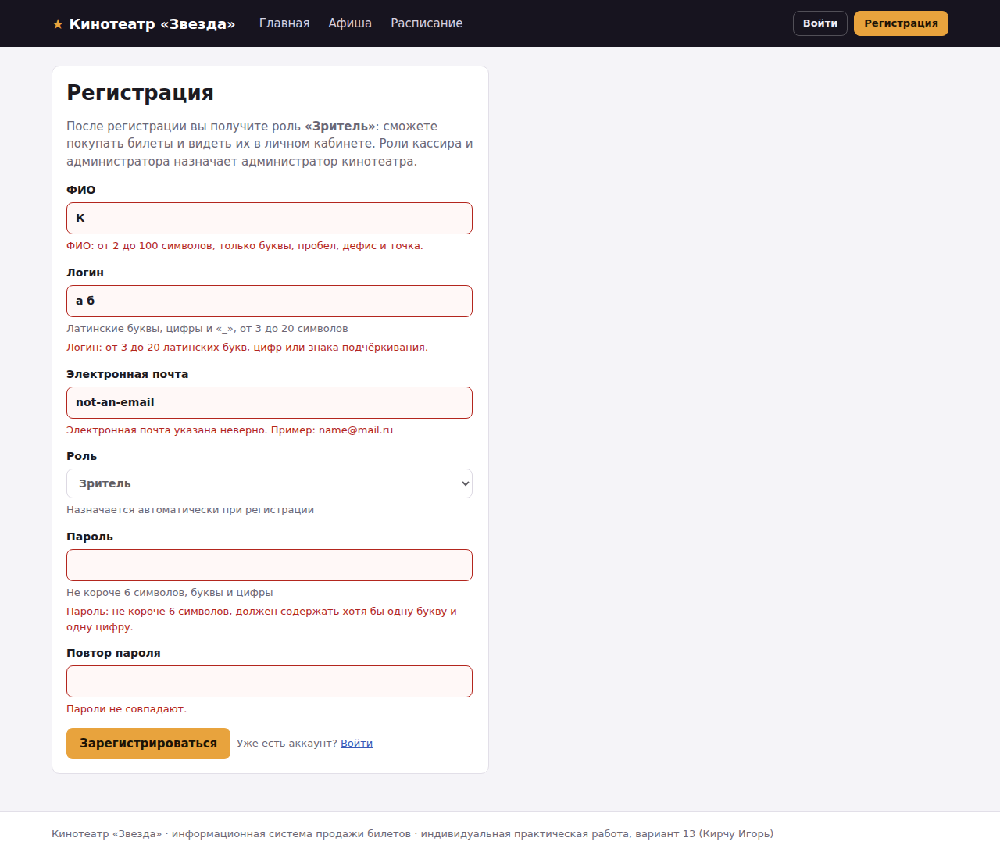 ★ Кинотеатр «Звезда» Главная Афиша Расписание Войти Регистрация
Регистрация
После регистрации вы получите роль «Зритель»: сможете
покупать билеты и видеть их в личном кабинете. Роли кассира и
администратора назначает администратор кинотеатра.
ФИО
К
ФИО: от 2 до 100 символов, только буквы, пробел, дефис и точка.
Логин
а б
Латинские буквы, цифры и «_», от 3 до 20 символов
Логин: от 3 до 20 латинских букв, цифр или знака подчёркивания.
Электронная почта
not-an-email
Электронная почта указана неверно. Пример: name@mail.ru
Роль
Зритель
Назначается автоматически при регистрации
Пароль
Не короче 6 символов, буквы и цифры
Пароль: не короче 6 символов, должен содержать хотя бы одну букву и
одну цифру.
Повтор пароля
Пароли не совпадают.
Зарегистрироваться Уже есть аккаунт? Войти
Кинотеатр «Звезда» · информационная система продажи билетов · индивидуальная практическая работа, вариант 13 (Кирчу Игорь)